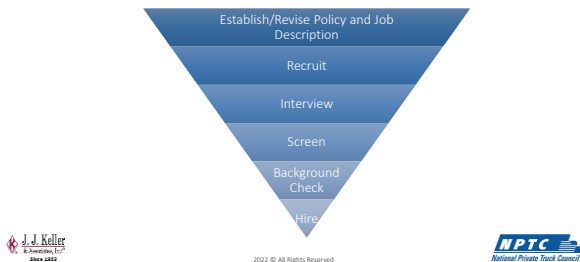 Establish/Revise Policy and Job
Description
Recruit
Interview
Screen
Background
Check
Hire
J. J. Keller
& Associates, Inc.®
Since 1953
2022 © All Rights Reserved
NPTC
National Private Truck Council